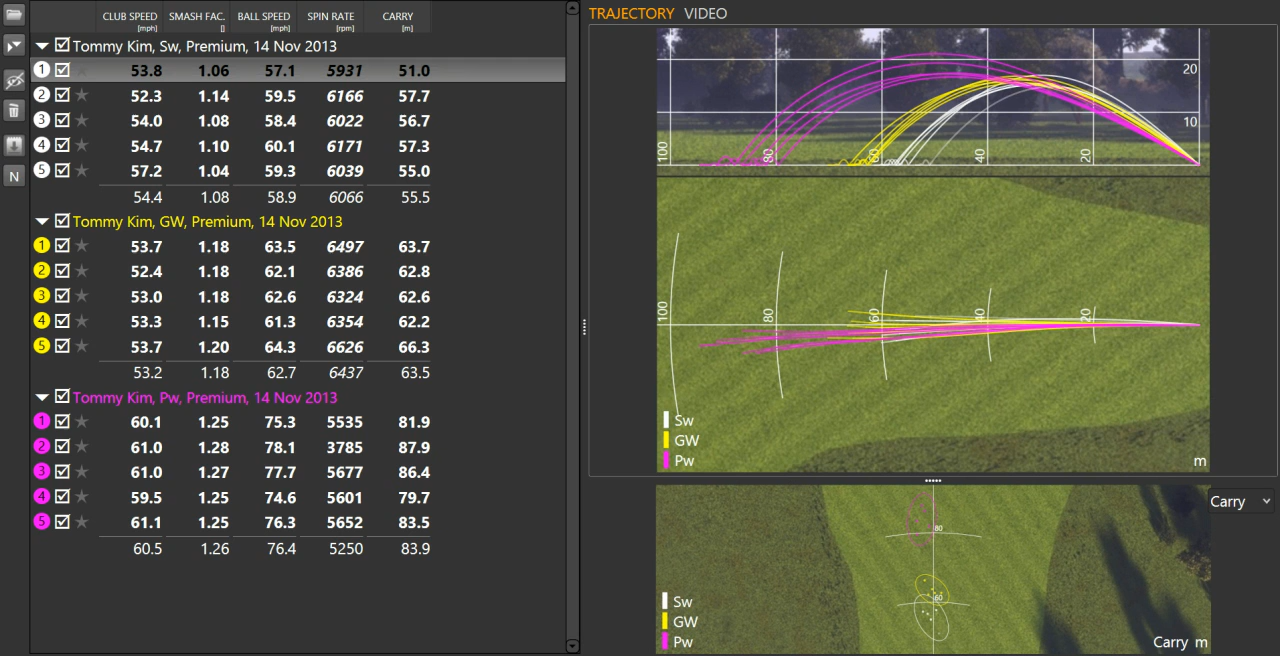 CLUB SPEED SMASH FAC. BALL SPEED SPIN RATE CARRY
[mph] [] [mph] [rpm] [m]
Tommy Kim, Sw, Premium, 14 Nov 2013
1 53.8 1.06 57.1 5931 51.0
2 52.3 1.14 59.5 6166 57.7
3 54.0 1.08 58.4 6022 56.7
4 54.7 1.10 60.1 6171 57.3
5 57.2 1.04 59.3 6039 55.0
54.4 1.08 58.9 6066 55.5
N
Tommy Kim, GW, Premium, 14 Nov 2013
1 53.7 1.18 63.5 6497 63.7
2 52.4 1.18 62.1 6386 62.8
3 53.0 1.18 62.6 6324 62.6
4 53.3 1.15 61.3 6354 62.2
5 53.7 1.20 64.3 6626 66.3
53.2 1.18 62.7 6437 63.5
Tommy Kim, Pw, Premium, 14 Nov 2013
1 60.1 1.25 75.3 5535 81.9
2 61.0 1.28 78.1 3785 87.9
3 61.0 1.27 77.7 5677 86.4
4 59.5 1.25 74.6 5601 79.7
5 61.1 1.25 76.3 5652 83.5
60.5 1.26 76.4 5250 83.9
TRAJECTORY VIDEO
20
10
100 80 60 40 20
100 80 60 40 20
Sw
GW
Pw m
Carry
80
60
Sw
GW
Pw Carry m